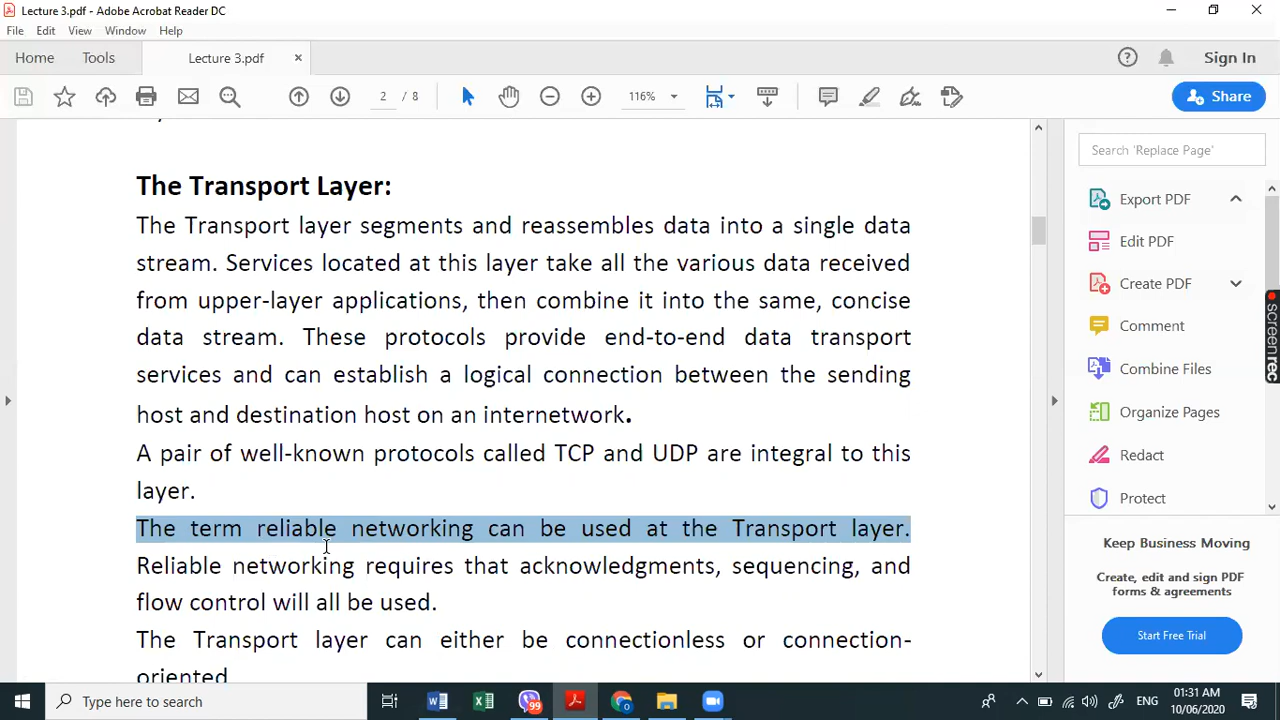 Lecture 3.pdf - Adobe Acrobat Reader DC
File Edit View Window Help
Home Tools Lecture 3.pdf Sign In
2 / 8 116% Share
The Transport Layer:
The Transport layer segments and reassembles data into a single data
stream. Services located at this layer take all the various data received
from upper-layer applications, then combine it into the same, concise
data stream. These protocols provide end-to-end data transport
services and can establish a logical connection between the sending
host and destination host on an internetwork.
A pair of well-known protocols called TCP and UDP are integral to this
layer.
The term reliable networking can be used at the Transport layer.
Reliable networking requires that acknowledgments, sequencing, and
flow control will all be used.
The Transport layer can either be connectionless or connection-
oriented
Search 'Replace Page'
Export PDF
Edit PDF
Create PDF
Comment
Combine Files
Organize Pages
Redact
Protect
Keep Business Moving
Create, edit and sign PDF
forms & agreements
Start Free Trial
screenrec
Type here to search
99
ENG
01:31 AM
10/06/2020